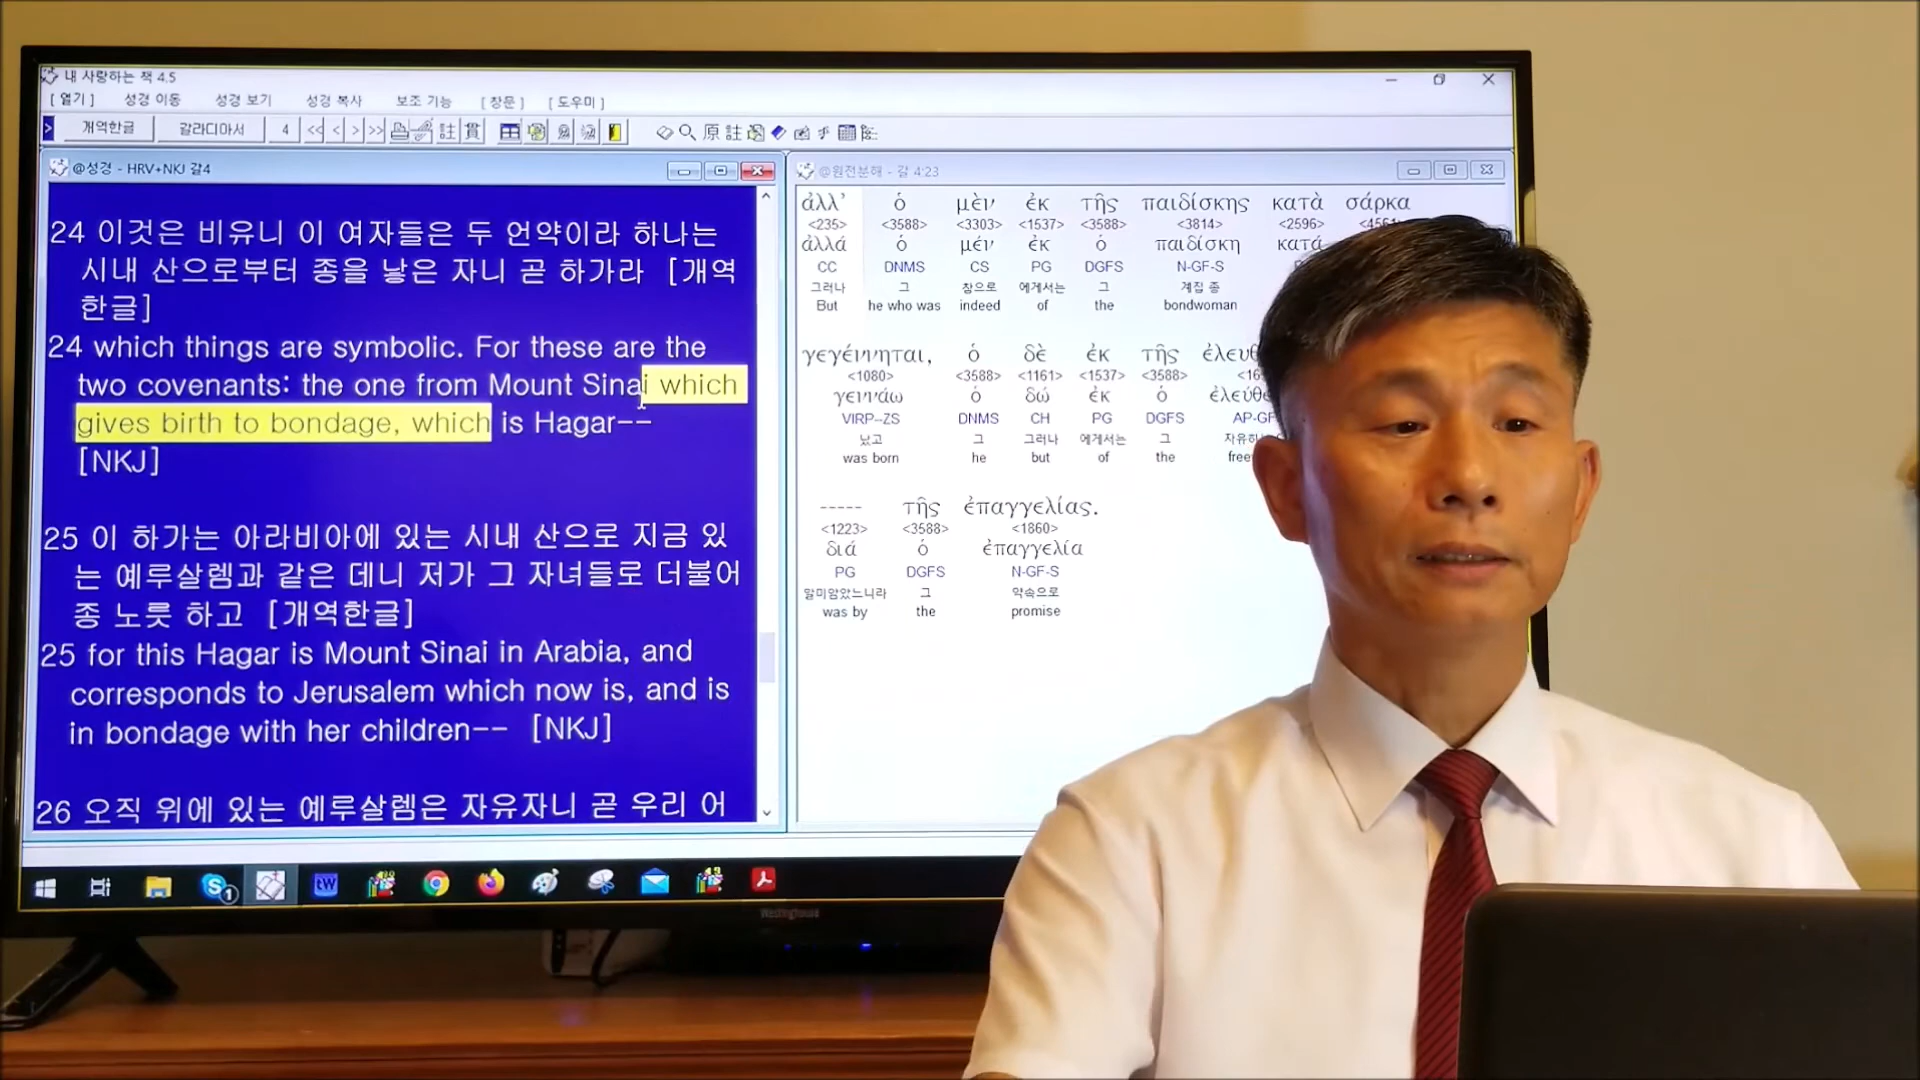 내 사랑하는 책 4.5
[ 열기 ] 성경 이동 성경 보기 성경 복사 보조 기능 [ 창문 ] [ 도우미 ]
개역한글 갈라디아서 4 << < > >> 註 貫 原 註
@성경 - HRV+NKJ 갈4
24 이것은 비유니 이 여자들은 두 언약이라 하나는
시내 산으로부터 종을 낳은 자니 곧 하가라 [개역
한글]
24 which things are symbolic. For these are the
two covenants: the one from Mount Sinai which
gives birth to bondage, which is Hagar--
[NKJ]
25 이 하가는 아라비아에 있는 시내 산으로 지금 있
는 예루살렘과 같은 데니 저가 그 자녀들로 더불어
종 노릇 하고 [개역한글]
25 for this Hagar is Mount Sinai in Arabia, and
corresponds to Jerusalem which now is, and is
in bondage with her children-- [NKJ]
26 오직 위에 있는 예루살렘은 자유자니 곧 우리 어
@원전분해 - 갈 4:23
ἀλλ’ ὁ μὲν ἐκ τῆς παιδίσκης κατὰ σάρκα
<235> <3588> <3303> <1537> <3588> <3814> <2596> <4561>
ἀλλά ὁ μέν ἐκ ὁ παιδίσκη κατά
CC DNMS CS PG DGFS N-GF-S
그러나 그 참으로 에게서는 그 계집 종
But he who was indeed of the bondwoman
γεγέννηται, ὁ δὲ ἐκ τῆς ἐλευθ
<1080> <3588> <1161> <1537> <3588> <16
γεννάω ὁ δώ ἐκ ὁ ἐλεύθε
VIRP--ZS DNMS CH PG DGFS AP-GF
났고 그 그러나 에게서는 그 자유하
was born he but of the free
----- τῆς ἐπαγγελίας.
<1223> <3588> <1860>
διά ὁ ἐπαγγελία
PG DGFS N-GF-S
말미암았느니라 그 약속으로
was by the promise
Westinghouse